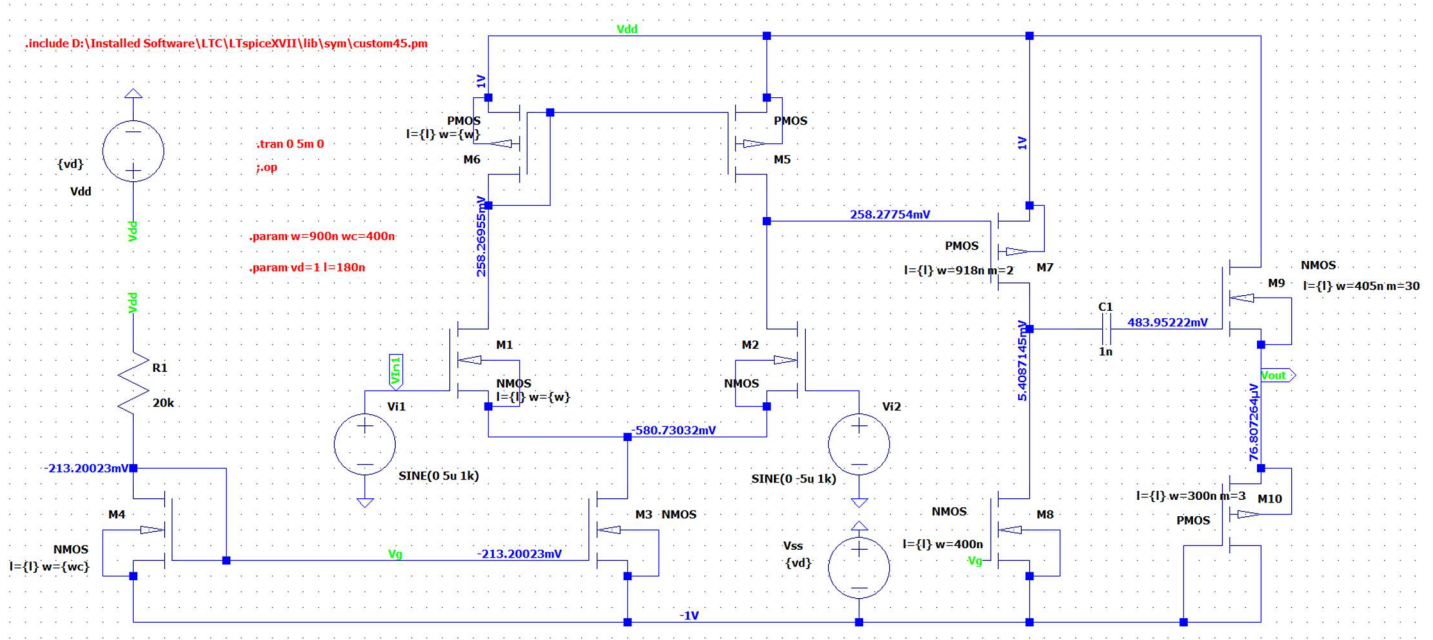 Vdd
.include D:\Installed Software\LTC\LTspiceXVII\lib\sym\custom45.pm
1V
PMOS
l={l} w={w}
M6
PMOS
M5
.tran 0 5m 0
;.op
{vd}
Vdd
Vdd
1V
258.26955mV
258.27754mV
.param w=900n wc=400n
.param vd=1 l=180n
PMOS
l={l} w=918n m=2
M7
NMOS
M9
l={l} w=405n m=30
Vdd
C1
1n
483.95222mV
5.4087145mV
M1
M2
NMOS
l={l} w={w}
NMOS
R1
20k
VIn1
Vi1
Vi2
Vout
76.807264µV
-580.73032mV
-213.20023mV
SINE(0 5u 1k)
SINE(0 -5u 1k)
M4
NMOS
l={l} w={wc}
M3
NMOS
Vg
-213.20023mV
Vss
{vd}
NMOS
M8
l={l} w=400n
Vg
l={l} w=300n m=3
M10
PMOS
-1V